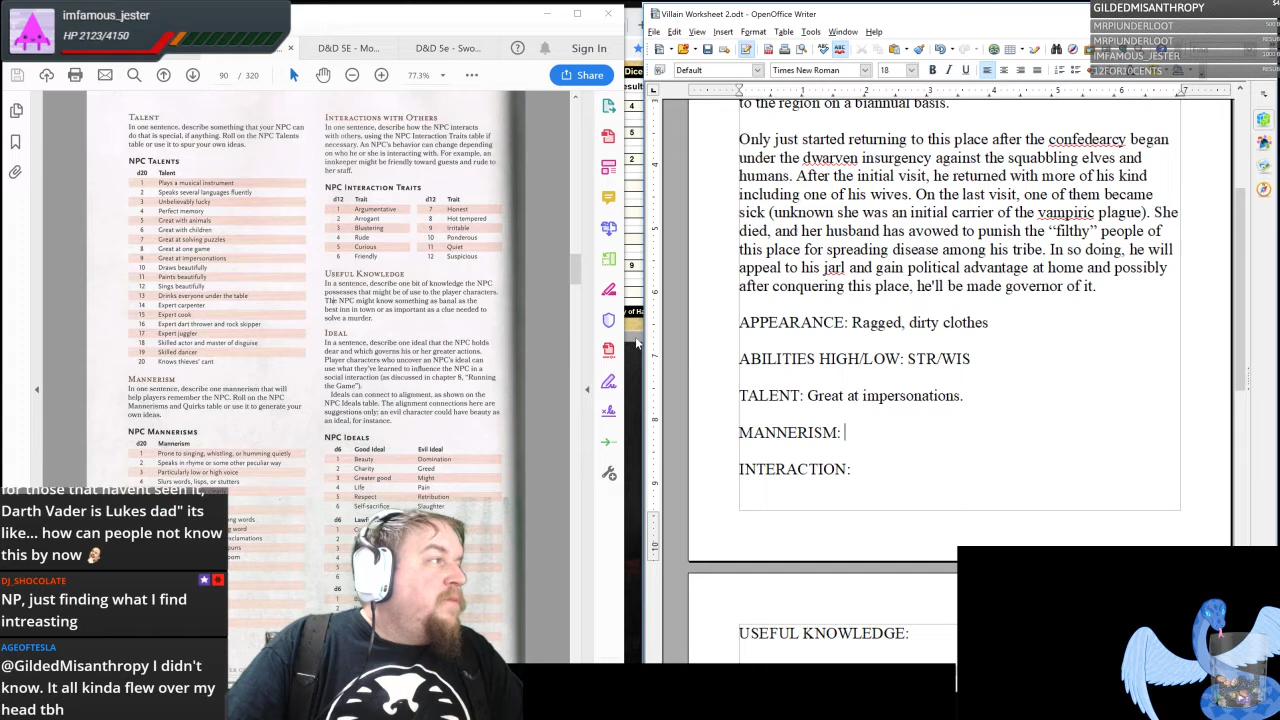 imfamous_jester
HP 2123/4150
D&D 5E - Mo...
D&D 5E - Swo...
Sign In
90 / 320
77.3%
Share
TALENT
In one sentence, describe something that your NPC can
do that is special, if anything. Roll on the NPC Talents
table or use it to spur your own ideas.
NPC TALENTS
d20 Talent
1 Plays a musical instrument
2 Speaks several languages fluently
3 Unbelievably lucky
4 Perfect memory
5 Great with animals
6 Great with children
7 Great at solving puzzles
8 Great at one game
9 Great at impersonations
10 Draws beautifully
11 Paints beautifully
12 Sings beautifully
13 Drinks everyone under the table
14 Expert carpenter
15 Expert cook
16 Expert dart thrower and rock skipper
17 Expert juggler
18 Skilled actor and master of disguise
19 Skilled dancer
20 Knows thieves' cant
MANNERISM
In one sentence, describe one mannerism that will
help players remember the NPC. Roll on the NPC
Mannerisms and Quirks table or use it to generate your
own ideas.
NPC MANNERISMS
d20 Mannerism
1 Prone to singing, whistling, or humming quietly
2 Speaks in rhyme or some other peculiar way
3 Particularly low or high voice
4 Slurs words, lisps, or stutters
INTERACTIONS WITH OTHERS
In one sentence, describe how the NPC interacts
with others, using the NPC Interaction Traits table if
necessary. An NPC's behavior can change depending
on who he or she is interacting with. For example, an
innkeeper might be friendly toward guests and rude to
her staff.
NPC INTERACTION TRAITS
d12 Trait d12 Trait
1 Argumentative 7 Honest
2 Arrogant 8 Hot tempered
3 Blustering 9 Irritable
4 Rude 10 Ponderous
5 Curious 11 Quiet
6 Friendly 12 Suspicious
USEFUL KNOWLEDGE
In a sentence, describe one bit of knowledge the NPC
possesses that might be of use to the player characters.
The NPC might know something as banal as the
best inn in town or as important as a clue needed to
solve a murder.
IDEAL
In a sentence, describe one ideal that the NPC holds
dear and which governs his or her greater actions.
Player characters who uncover an NPC's ideal can
use what they've learned to influence the NPC in a
social interaction (as discussed in chapter 8, "Running
the Game").
Ideals can connect to alignment, as shown on the
NPC Ideals table. The alignment connections here are
suggestions only; an evil character could have beauty as
an ideal, for instance.
NPC IDEALS
d6 Good Ideal Evil Ideal
1 Beauty Domination
2 Charity Greed
3 Greater good Might
4 Life Pain
5 Respect Retribution
6 Self-sacrifice Slaughter
Villain Worksheet 2.odt - OpenOffice Writer
File Edit View Insert Format Table Tools Window Help
Default
Times New Roman
18
to the region on a biannual basis.
Only just started returning to this place after the confedearcy began
under the dwarven insurgency against the squabbling elves and
humans. After the initial visit, he returned with more of his kind
including one of his wives. On the last visit, one of them became
sick (unknown she was an initial carrier of the vampiric plague). She
died, and her husband has avowed to punish the “filthy” people of
this place for spreading disease among his tribe. In so doing, he will
appeal to his jarl and gain political advantage at home and possibly
after conquering this place, he'll be made governor of it.
APPEARANCE: Ragged, dirty clothes
ABILITIES HIGH/LOW: STR/WIS
TALENT: Great at impersonations.
MANNERISM:
INTERACTION:
USEFUL KNOWLEDGE:
GILDEDMISANTHROPY
MRPIUNDERLOOT
MRPIUNDERLOOT
IMFAMOUS_JESTER
12FOR10CENTS
for those that havent seen it,
Darth Vader is Lukes dad" its
like... how can people not know
this by now
DJ_SHOCOLATE
NP, just finding what I find
intreasting
AGEOFTESLA
@GildedMisanthropy I didn't
know. It all kinda flew over my
head tbh